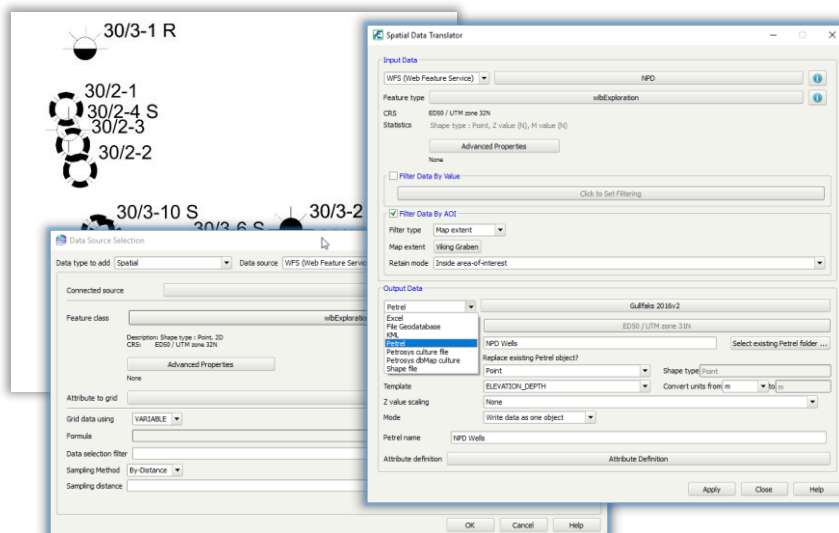 30/3-1 R
30/2-1
30/2-4 S
30/2-3
30/2-2
30/3-10 S
30/3-2
30/3-6 S
Data Source Selection
Data type to add Spatial Data source WFS (Web Feature Servic
Connected source
Feature class wlbExploratio
Description: Shape type : Point, 2D
CRS: ED50 / UTM zone 32N
Advanced Properties
None
Attribute to grid
Grid data using VARIABLE
Formula
Data selection filter
Sampling Method By-Distance
Sampling distance
OK Cancel Help
Spatial Data Translator
Input Data
WFS (Web Feature Service) NPD
Feature type wlbExploration
CRS ED50 / UTM zone 32N
Statistics Shape type : Point, Z value (N), M value (N)
Advanced Properties
None
Filter Data By Value
Click to Set Filtering
Filter Data By AOI
Filter type Map extent
Map extent Viking Graben
Retain mode Inside area-of-interest
Output Data
Petrel Gullfaks 2016v2
Excel
File Geodatabase
KML
Petrel
Petrosys culture file
Petrosys dbMap culture
Shape file
ED50 / UTM zone 31N
NPD Wells Select existing Petrel folder ...
Replace existing Petrel object?
Point Shape type Point
Template ELEVATION_DEPTH Convert units from m to m
Z value scaling None
Mode Write data as one object
Petrel name NPD Wells
Attribute definition Attribute Definition
Apply Close Help